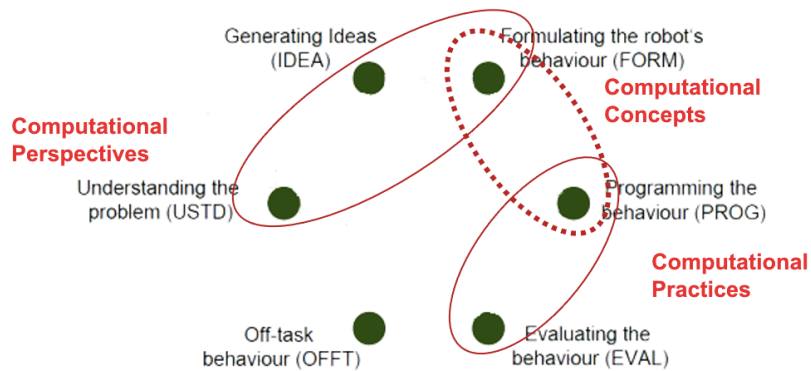 Generating Ideas
(IDEA)
Formulating the robot's
behaviour (FORM)
Computational
Concepts
Computational
Perspectives
Understanding the
problem (USTD)
Programming the
behaviour (PROG)
Computational
Practices
Off-task
behaviour (OFFT)
Evaluating the
behaviour (EVAL)